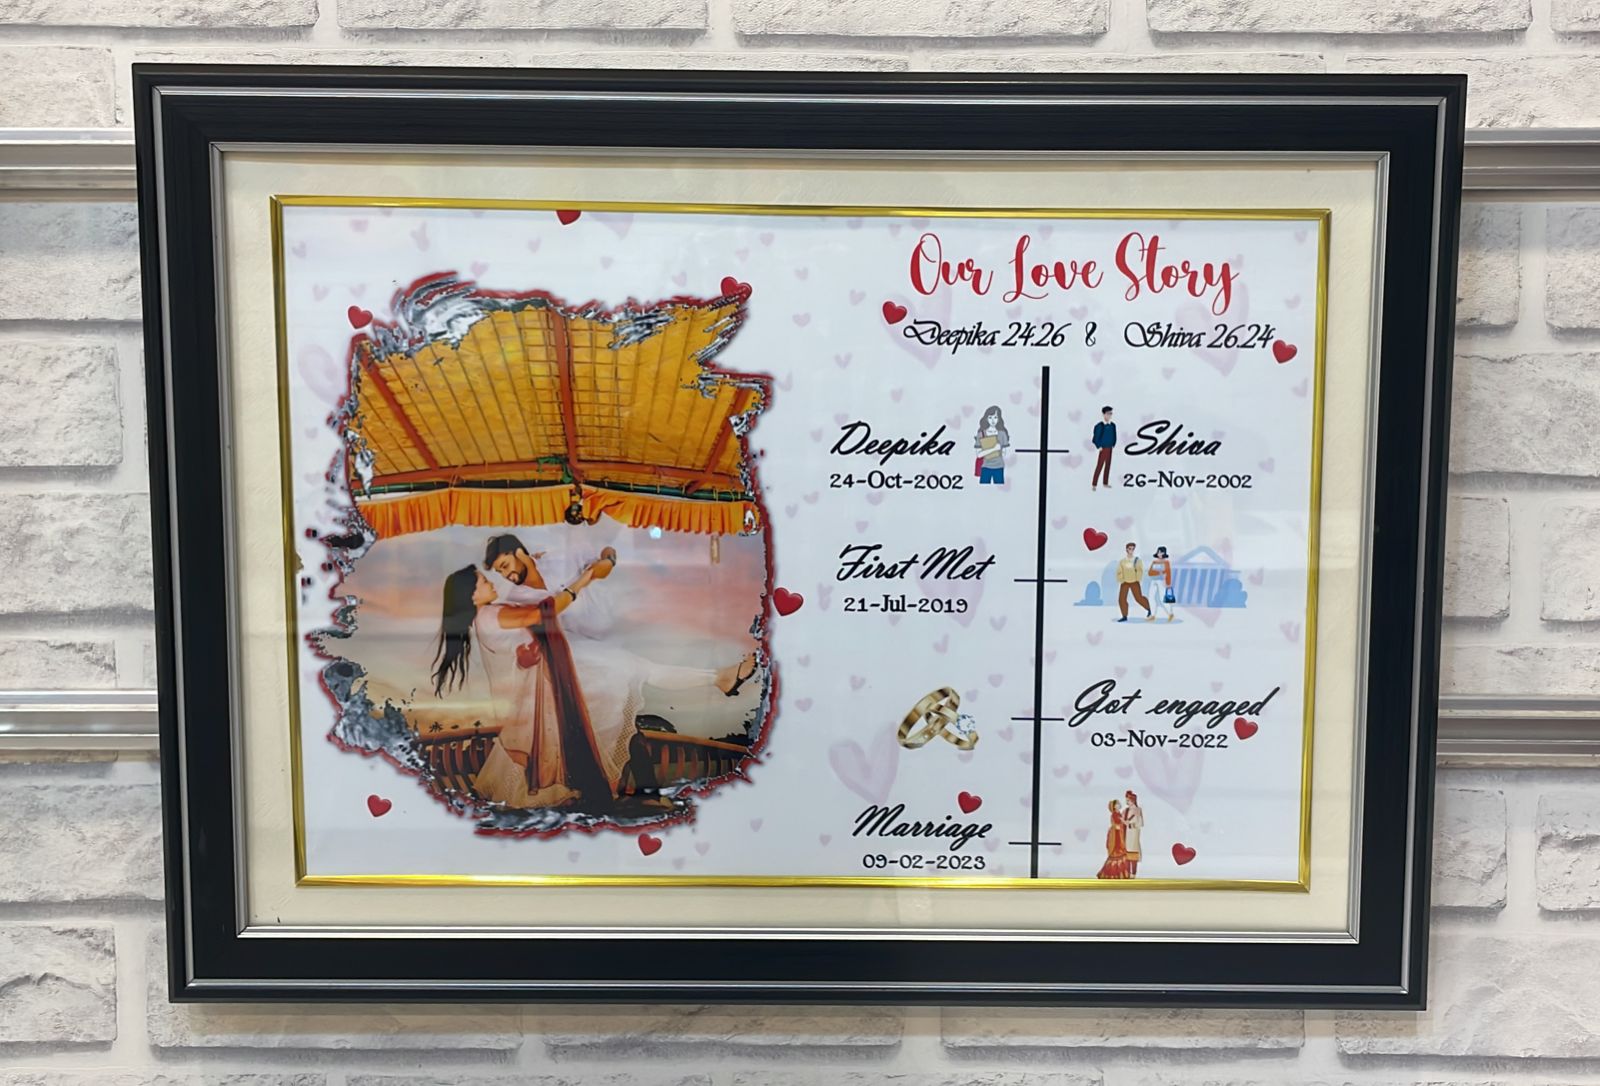 Our Love Story
Deepika 24.26 & Shiva 26.24
Deepika
24-Oct-2002
Shiva
26-Nov-2002
First Met
21-Jul-2019
Got engaged
03-Nov-2022
Marriage
09-02-2023